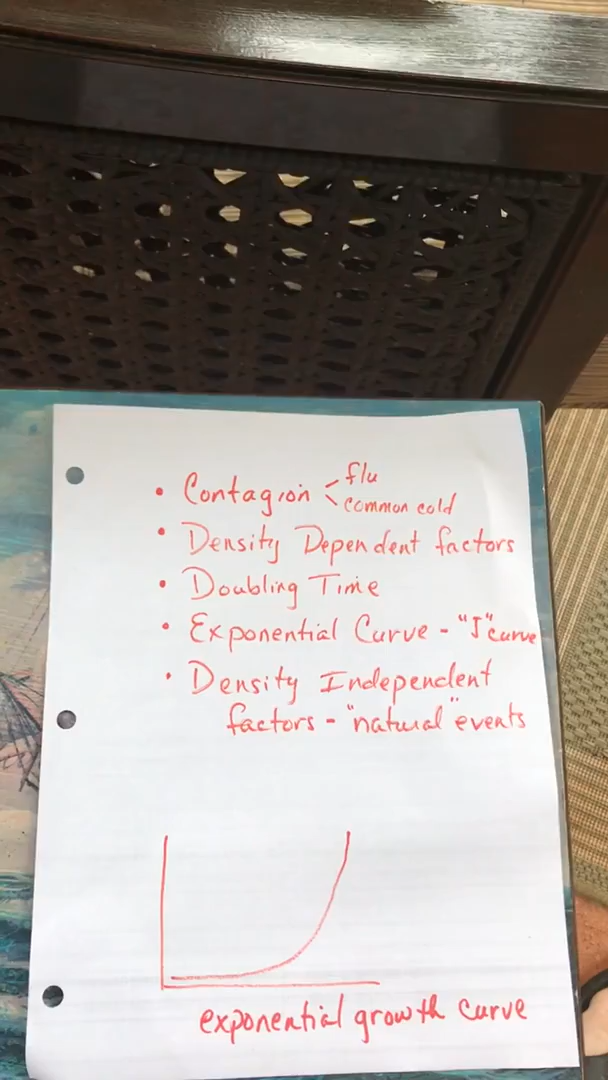 • Contagion < flu
common cold
• Density Dependent factors
• Doubling Time
• Exponential Curve - "J" curve
• Density Independent
factors - "natural" events
exponential growth curve